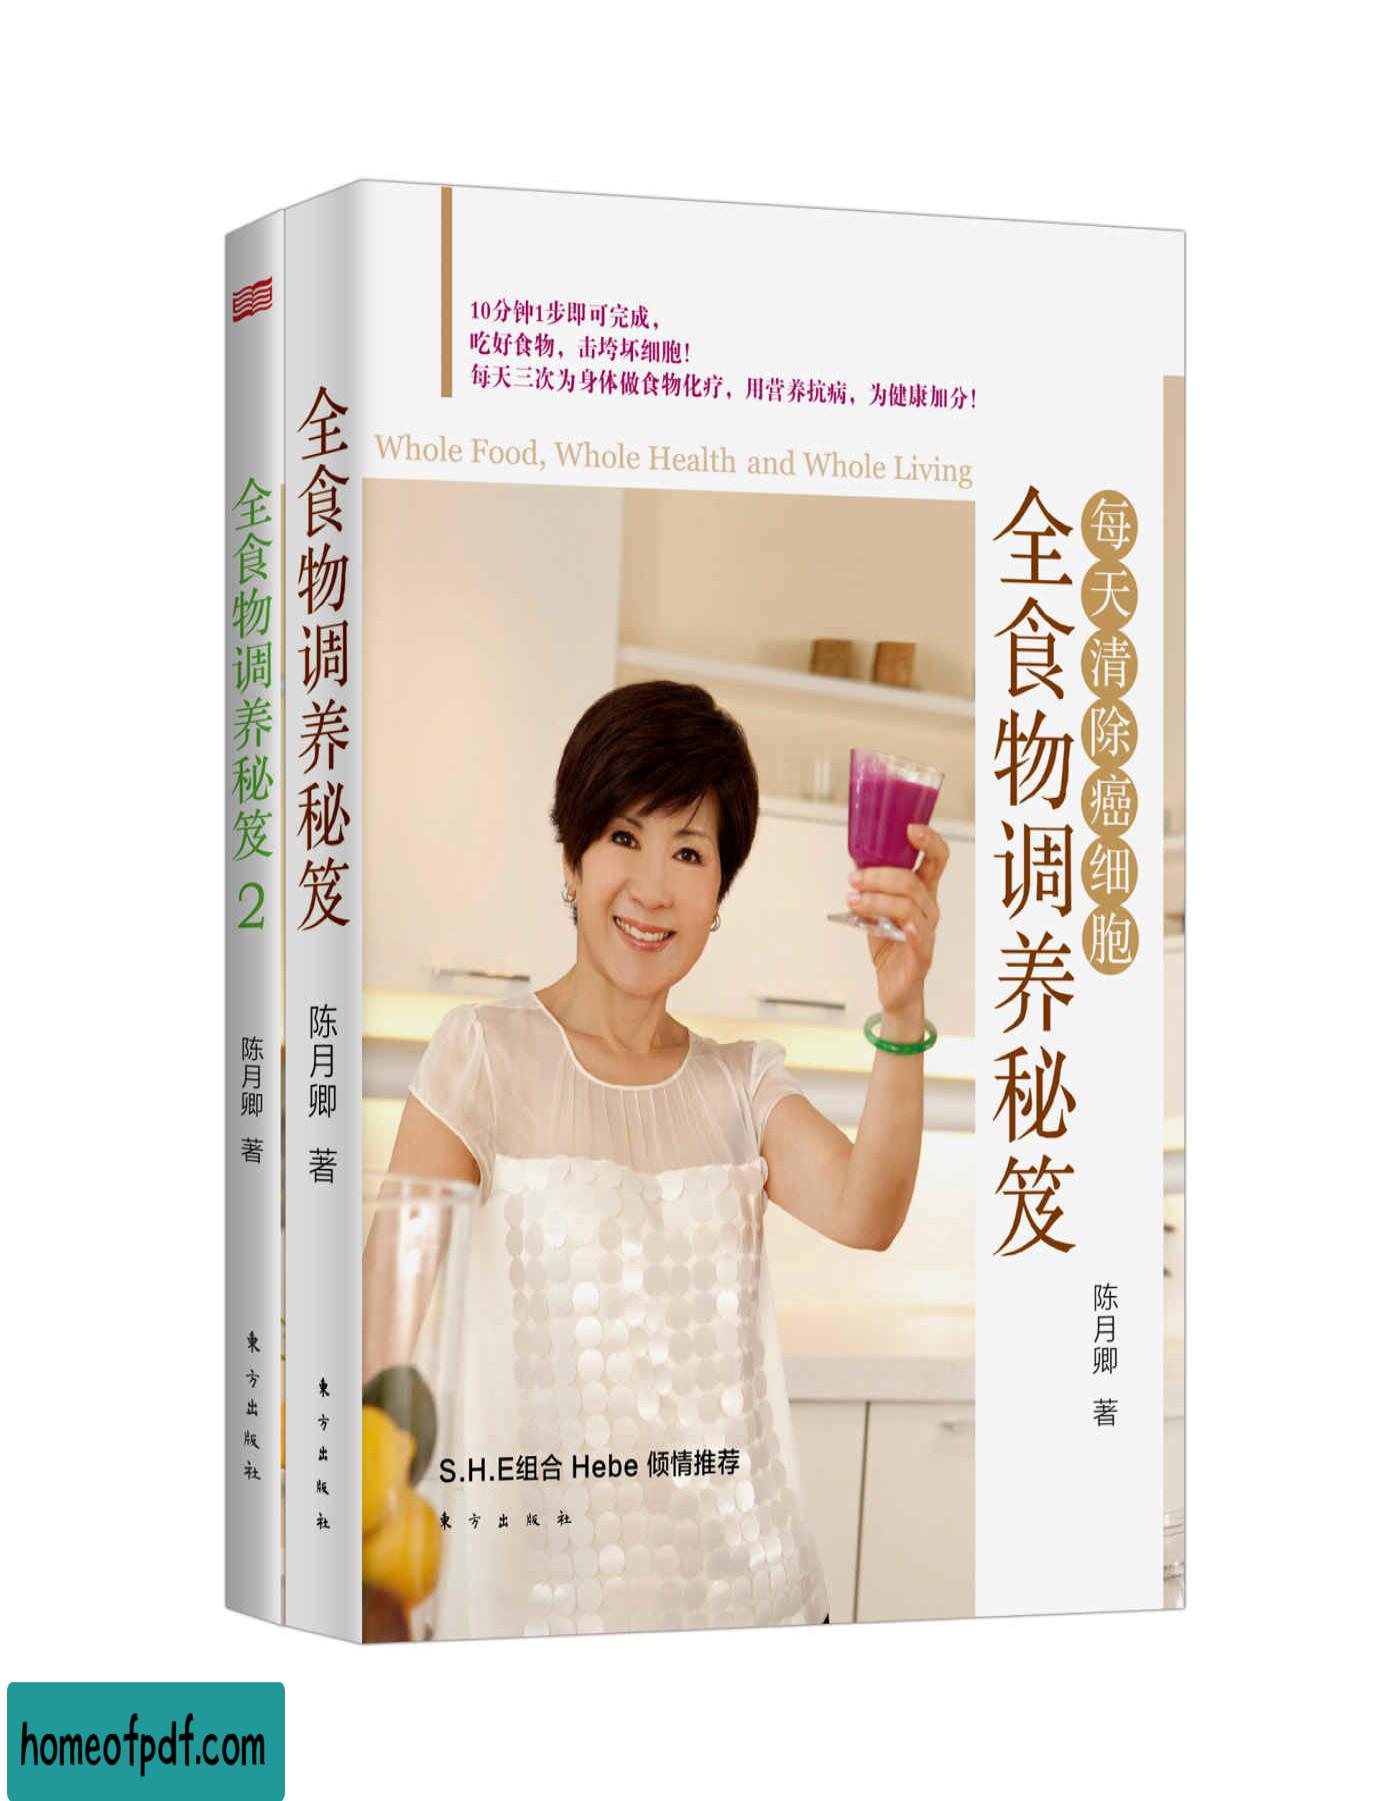 10分钟1步即可完成，
吃好食物，击垮坏细胞！
每天三次为身体做食物化疗，用营养抗病，为健康加分！
Whole Food, Whole Health and Whole Living
每天清除癌细胞
全食物调养秘笈
陈月卿 著
S.H.E组合 Hebe 倾情推荐
東方出版社
全食物调养秘笈
陈月卿 著
東方出版社
全食物调养秘笈 2
陈月卿 著
東方出版社
homeofpdf.com